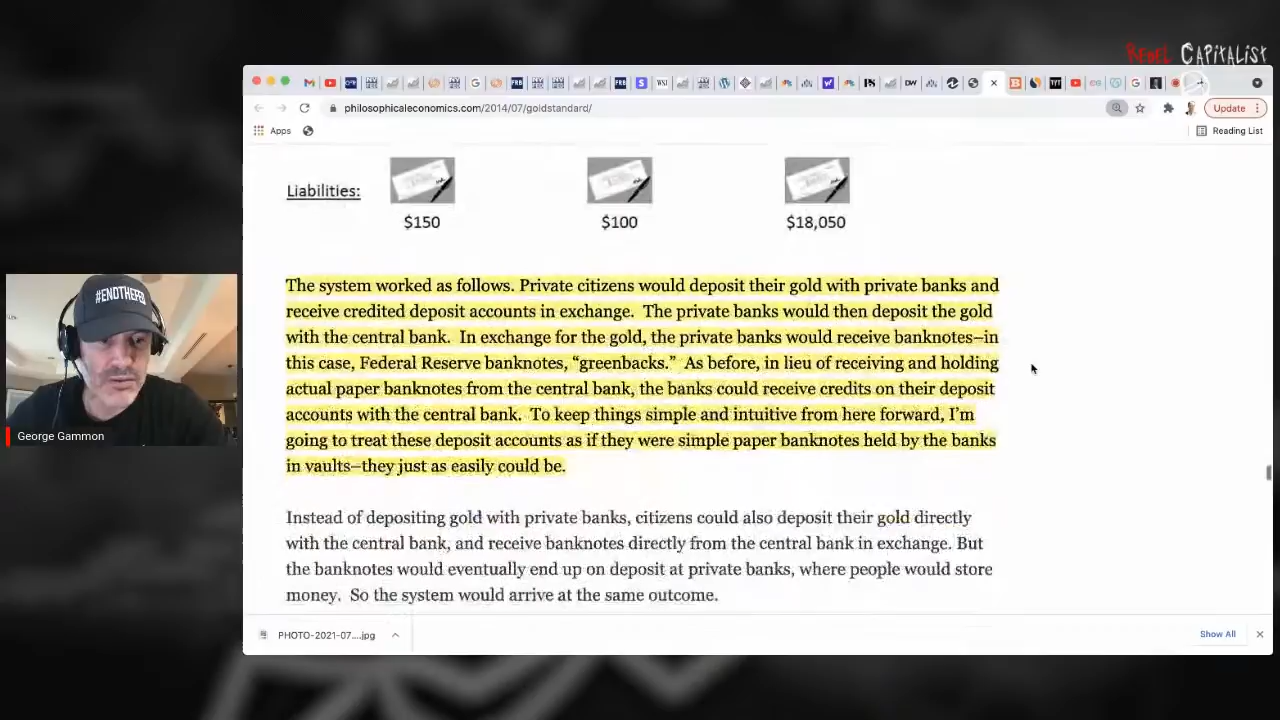 REBEL CAPITALIST
philosophicaleconomics.com/2014/07/goldstandard/
Update
Apps
Reading List
Liabilities:
$150
$100
$18,050
The system worked as follows. Private citizens would deposit their gold with private banks and
receive credited deposit accounts in exchange.  The private banks would then deposit the gold
with the central bank.  In exchange for the gold, the private banks would receive banknotes–in
this case, Federal Reserve banknotes, “greenbacks.”  As before, in lieu of receiving and holding
actual paper banknotes from the central bank, the banks could receive credits on their deposit
accounts with the central bank.  To keep things simple and intuitive from here forward, I’m
going to treat these deposit accounts as if they were simple paper banknotes held by the banks
in vaults–they just as easily could be.
#ENDTHEFED
George Gammon
Instead of depositing gold with private banks, citizens could also deposit their gold directly
with the central bank, and receive banknotes directly from the central bank in exchange. But
the banknotes would eventually end up on deposit at private banks, where people would store
money.  So the system would arrive at the same outcome.
PHOTO-2021-07....jpg
Show All